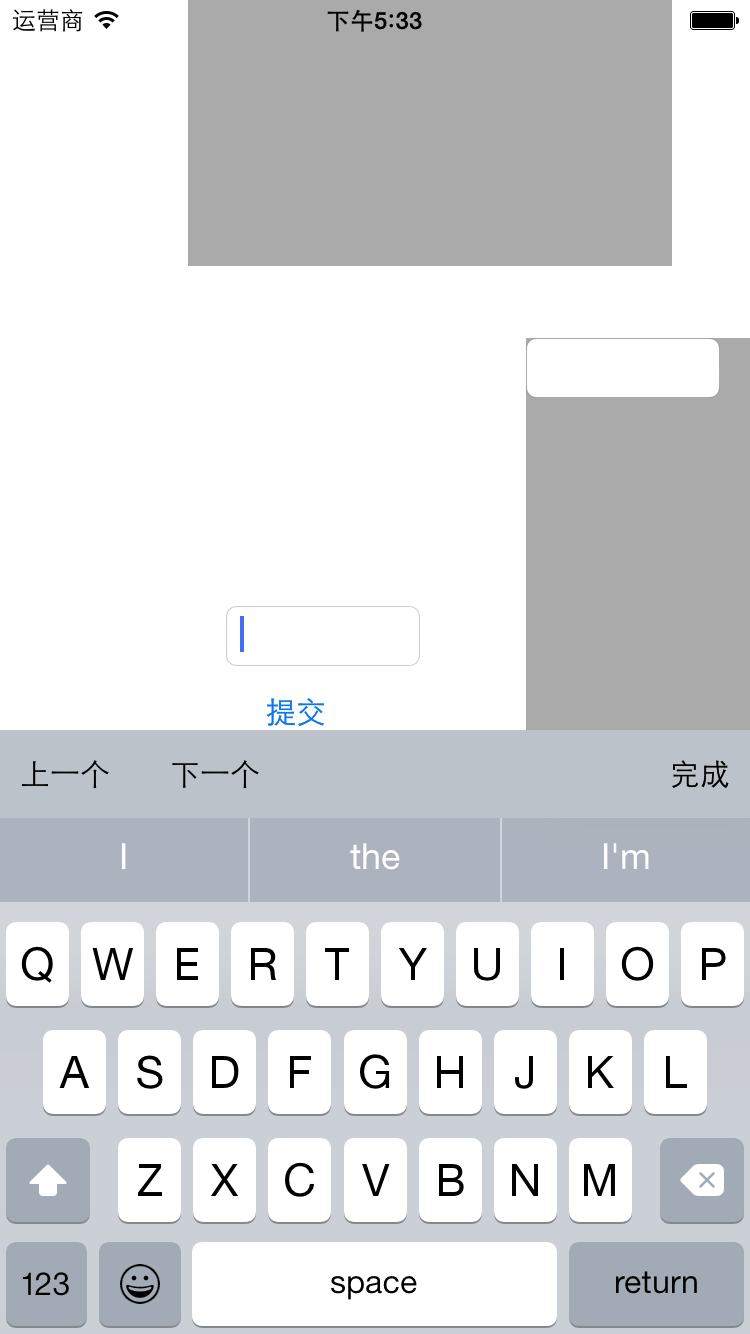 运营商 下午5:33
提交
上一个 下一个 完成
I the I'm
Q W E R T Y U I O P
A S D F G H J K L
Z X C V B N M
123 space return